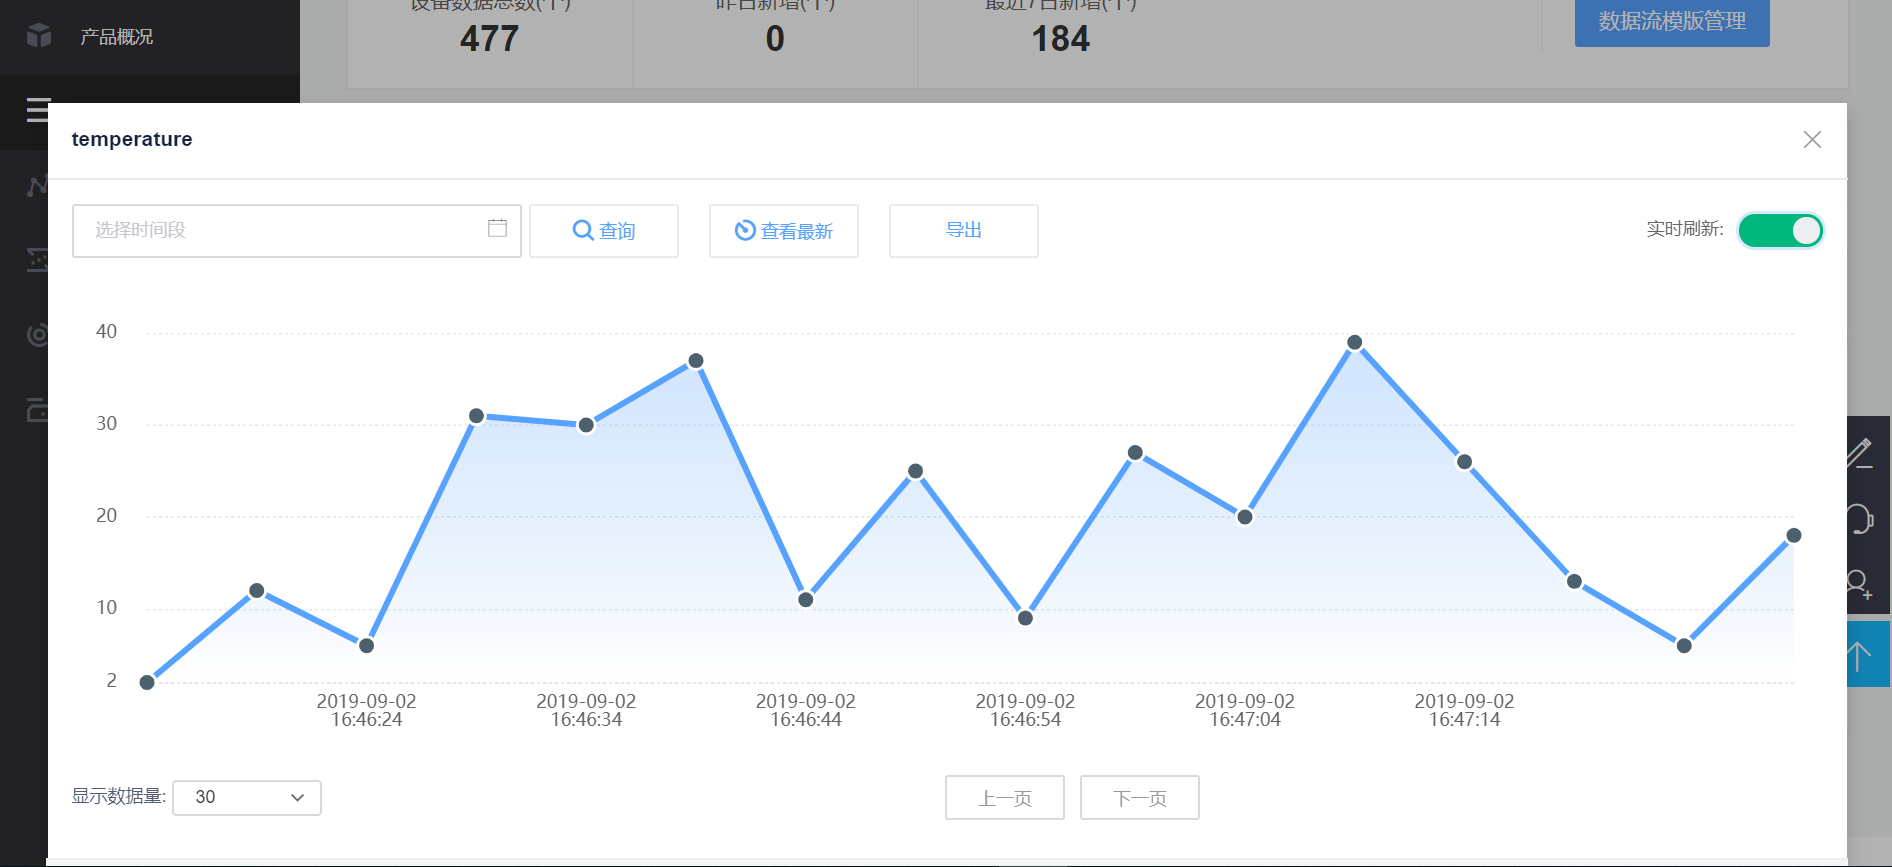 产品概况
设备数据总数(个)
昨日新增(个)
最近7日新增(个)
477
0
184
数据流模版管理
temperature
选择时间段
查询
查看最新
导出
实时刷新:
40
30
20
10
2
2019-09-02
16:46:24
2019-09-02
16:46:34
2019-09-02
16:46:44
2019-09-02
16:46:54
2019-09-02
16:47:04
2019-09-02
16:47:14
显示数据量:
30
上一页
下一页